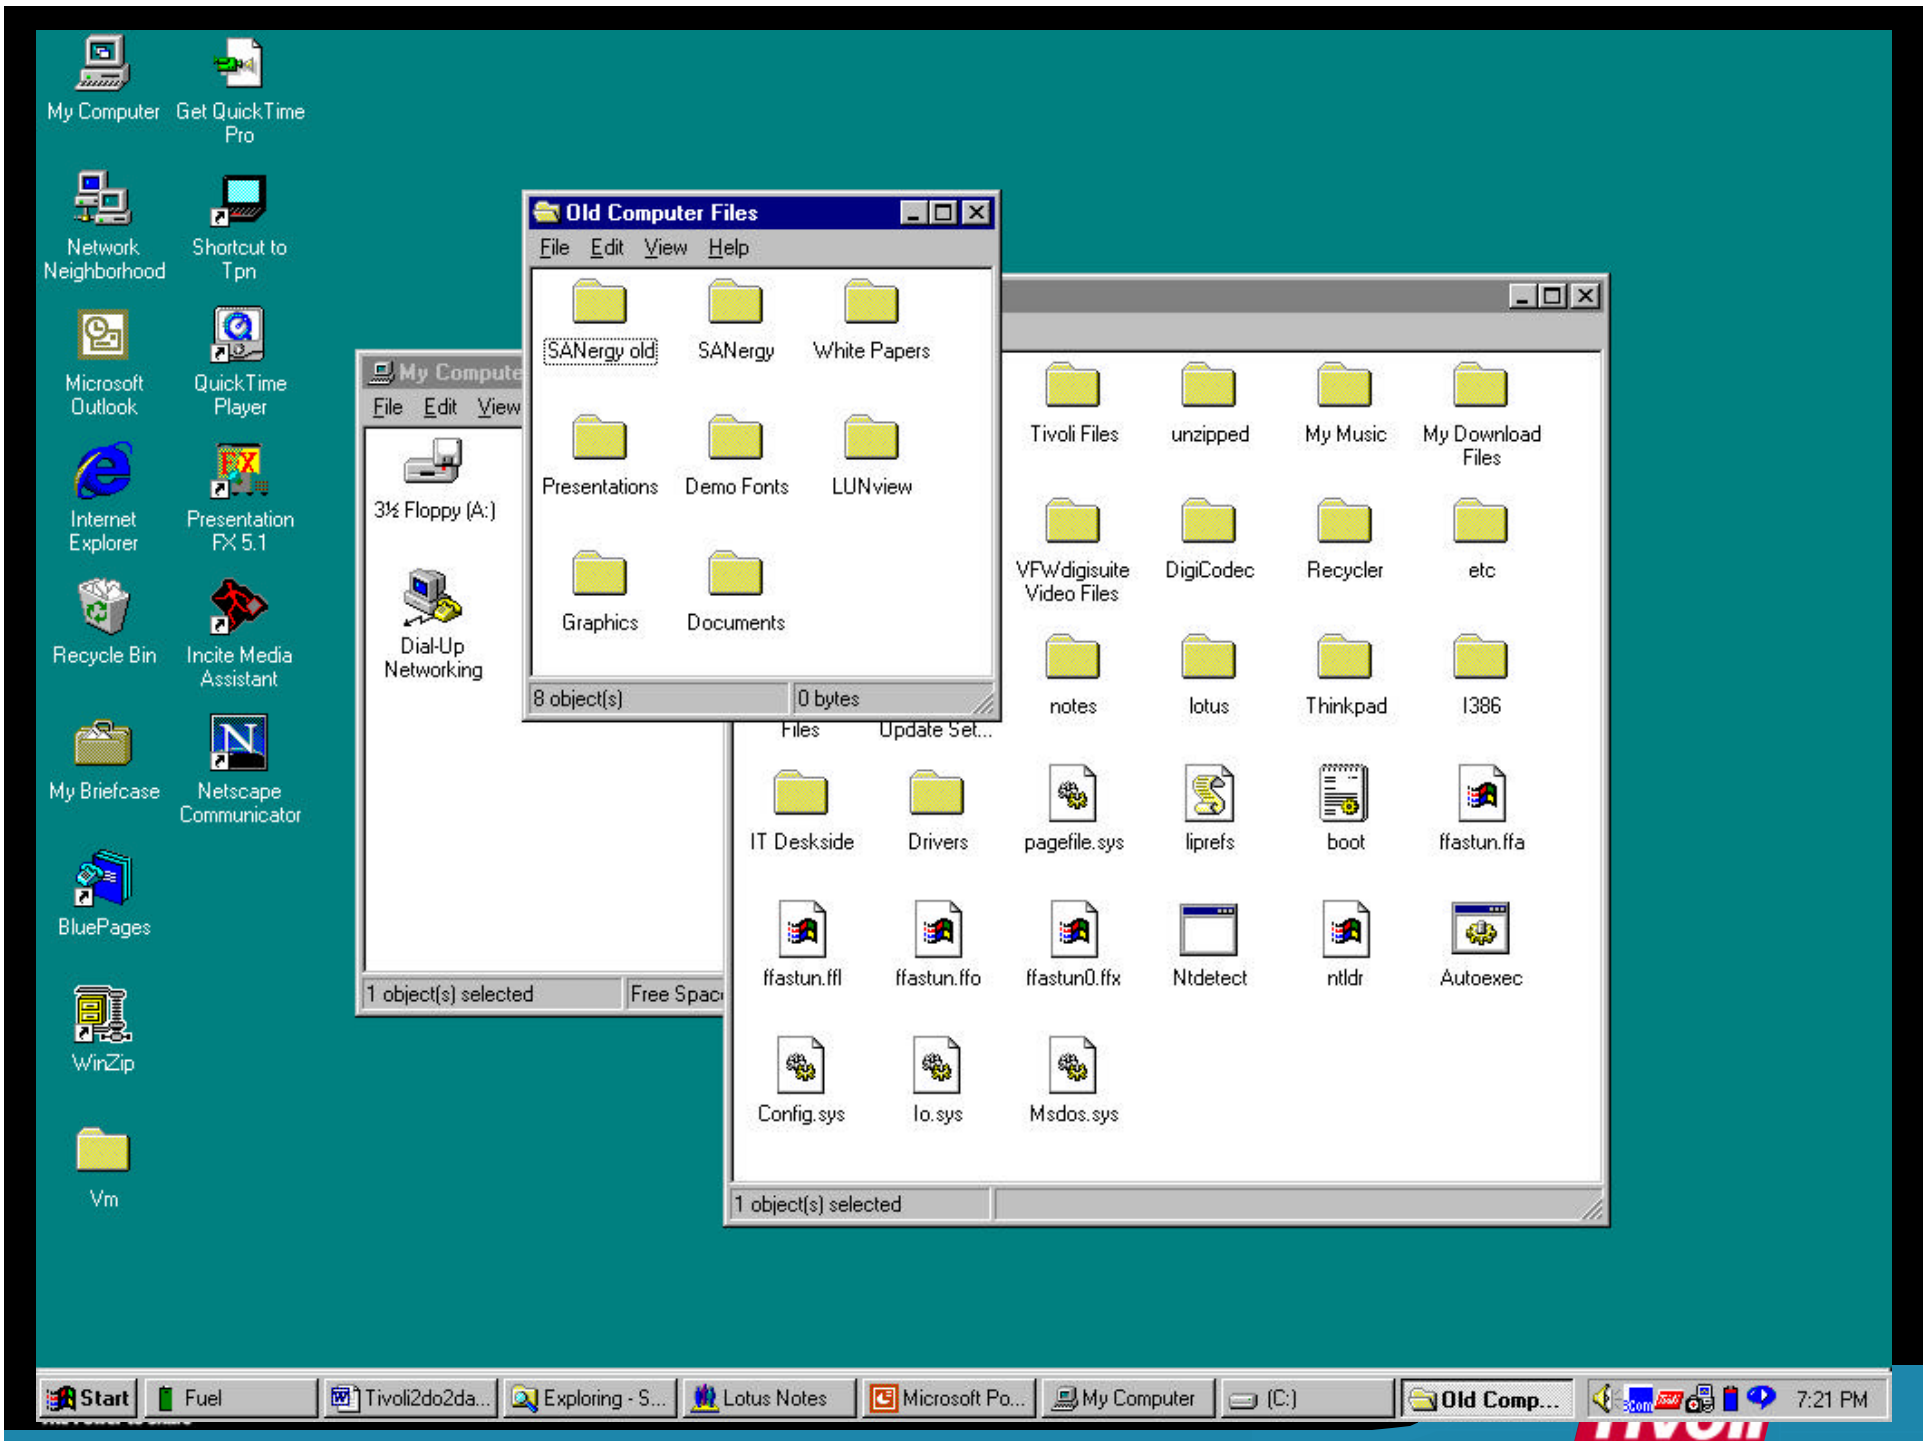 My Computer
Get QuickTime
Pro
Network
Neighborhood
Shortcut to
Tpn
Microsoft
Outlook
QuickTime
Player
Internet
Explorer
Presentation
FX 5.1
Recycle Bin
Incite Media
Assistant
My Briefcase
Netscape
Communicator
BluePages
WinZip
Vm
Old Computer Files
File Edit View Help
SANergy old SANergy White Papers
Presentations Demo Fonts LUNview
Graphics Documents
8 object(s) 0 bytes
My Compute
File Edit View
3½ Floppy (A:)
Dial-Up
Networking
1 object(s) selected Free Spac
Tivoli Files unzipped My Music My Download
Files
VFWdigisuite DigiCodec Recycler etc
Video Files
notes lotus Thinkpad I386
Files Update Set...
IT Deskside Drivers pagefile.sys liprefs boot ffastun.ffa
ffastun.ffl ffastun.ffo ffastun0.ffx Ntdetect ntldr Autoexec
Config.sys Io.sys Msdos.sys
1 object(s) selected
Start Fuel Tivoli2do2da... Exploring - S... Lotus Notes Microsoft Po... My Computer (C:) Old Comp... 3Com 7:21 PM
Tivoli